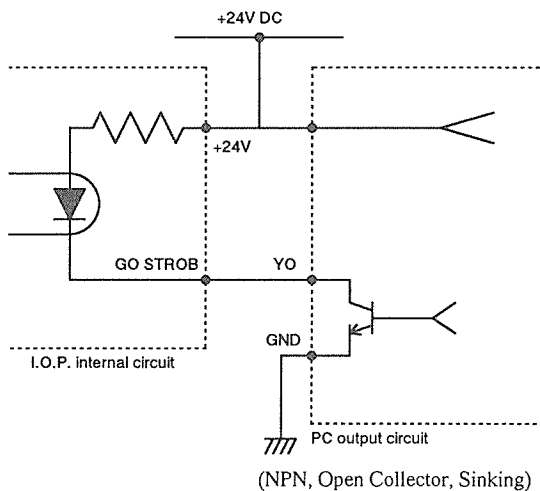 +24V DC
+24V
GO STROB
YO
GND
I.O.P. internal circuit
PC output circuit
(NPN, Open Collector, Sinking)